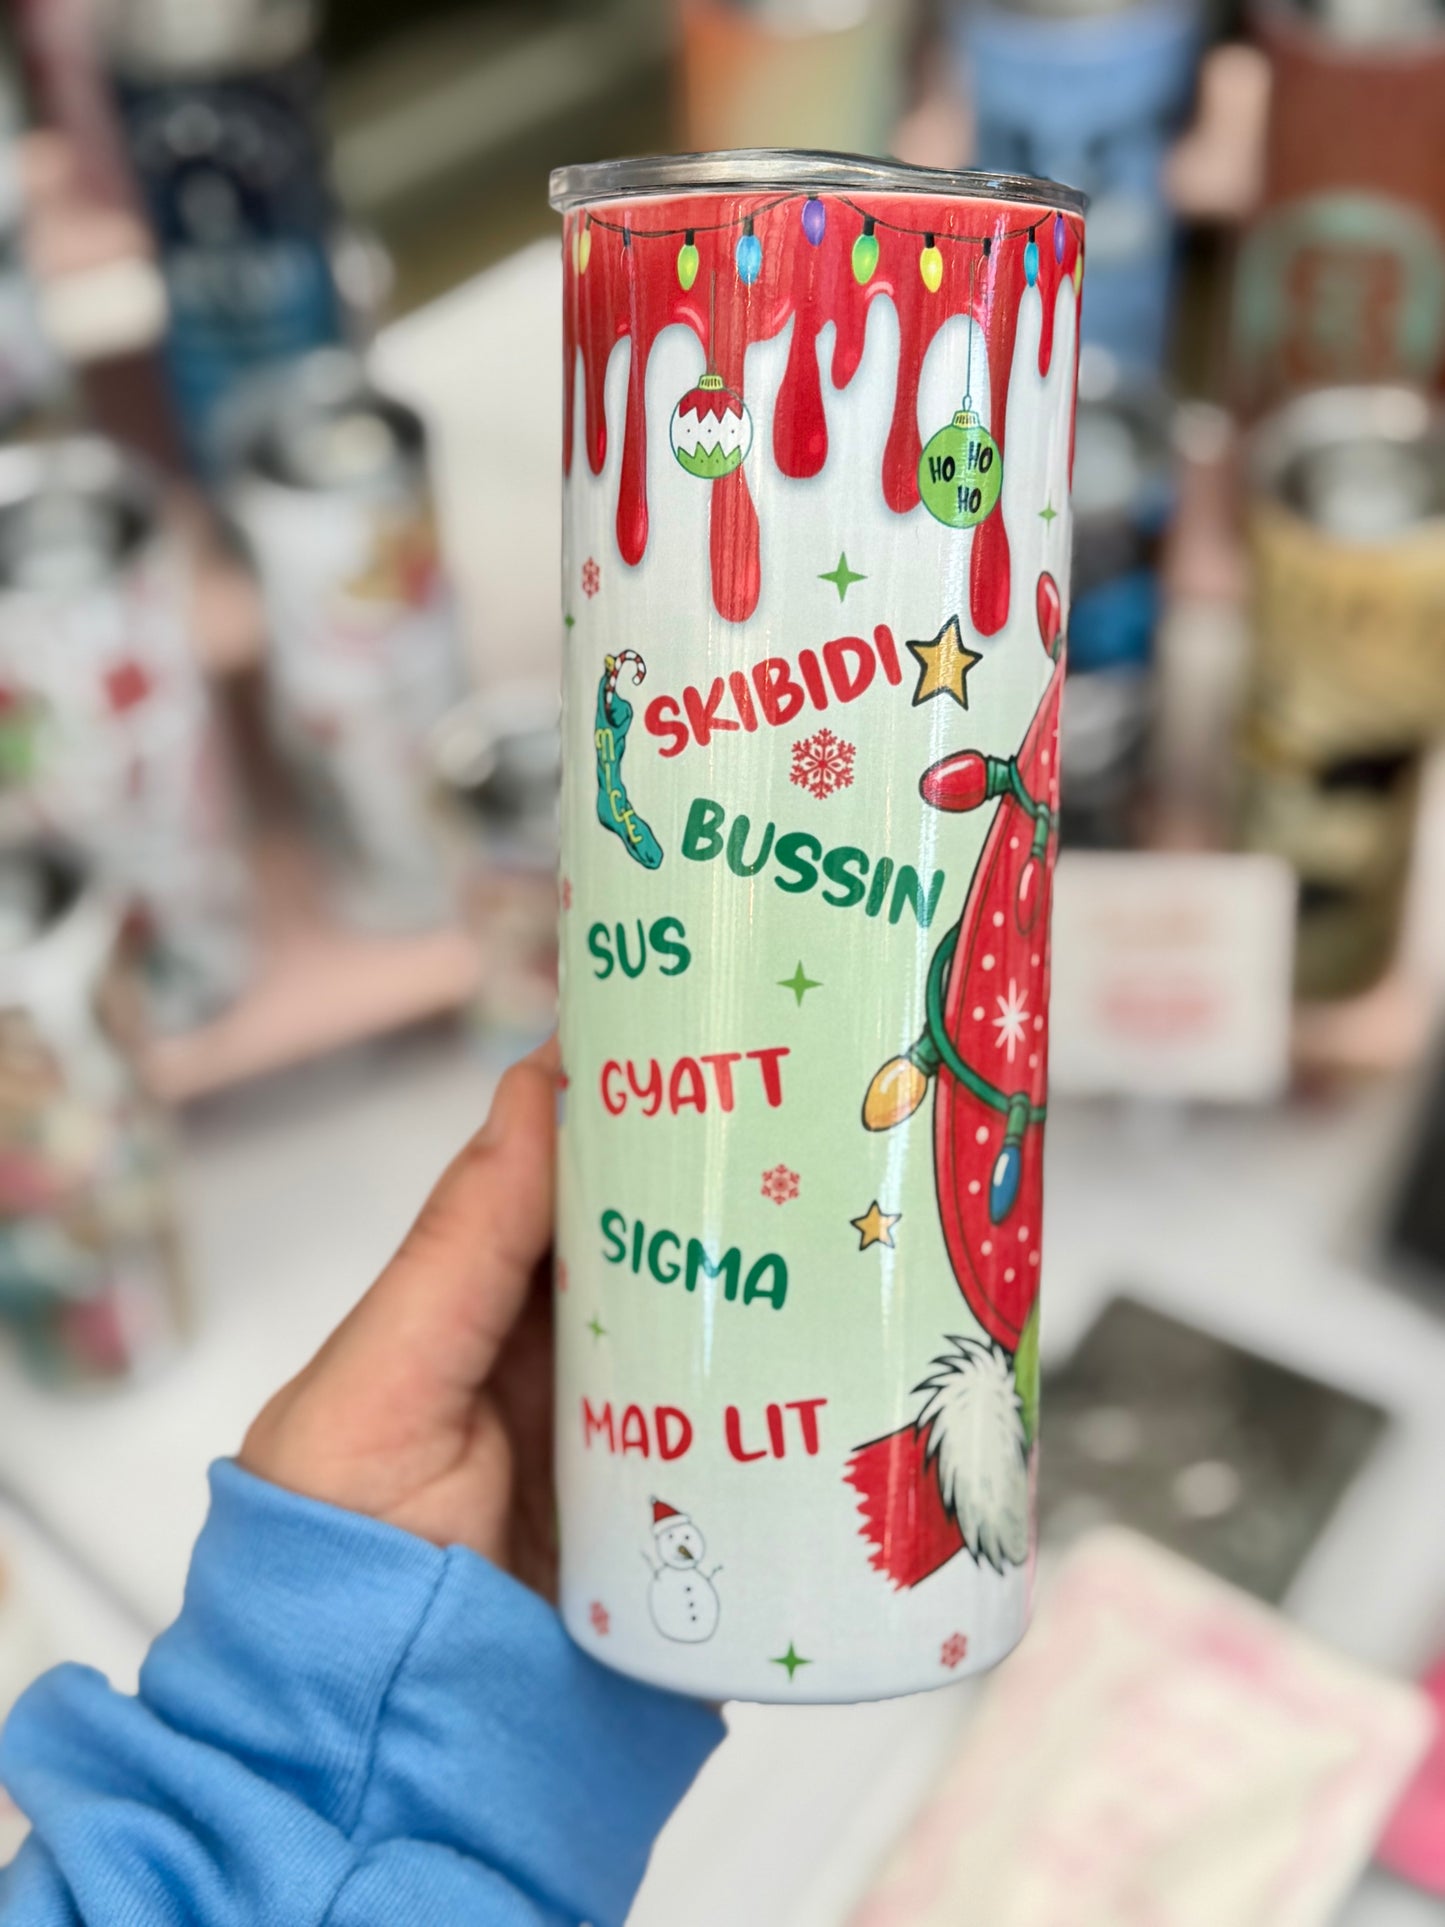 HO HO
HO
SKIBIDI
NICE
BUSSIN
SUS
GYATT
SIGMA
MAD LIT